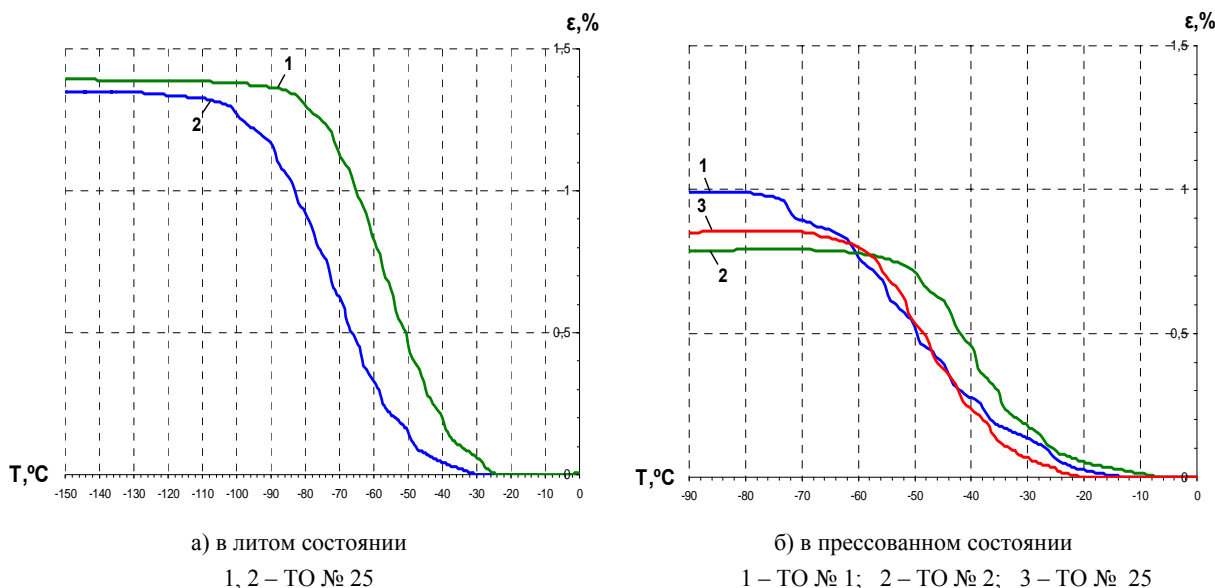 ε,%
1,5
1
2
1
0,5
0
T,ºC
-150 -140 -130 -120 -110 -100 -90 -80 -70 -60 -50 -40 -30 -20 -10 0
а) в литом состоянии
1, 2 – ТО № 25
ε,%
1,5
1
3
2
1
0,5
0
T,ºC
-90 -80 -70 -60 -50 -40 -30 -20 -10 0
б) в прессованном состоянии
1 – ТО № 1; 2 – ТО № 2; 3 – ТО № 25